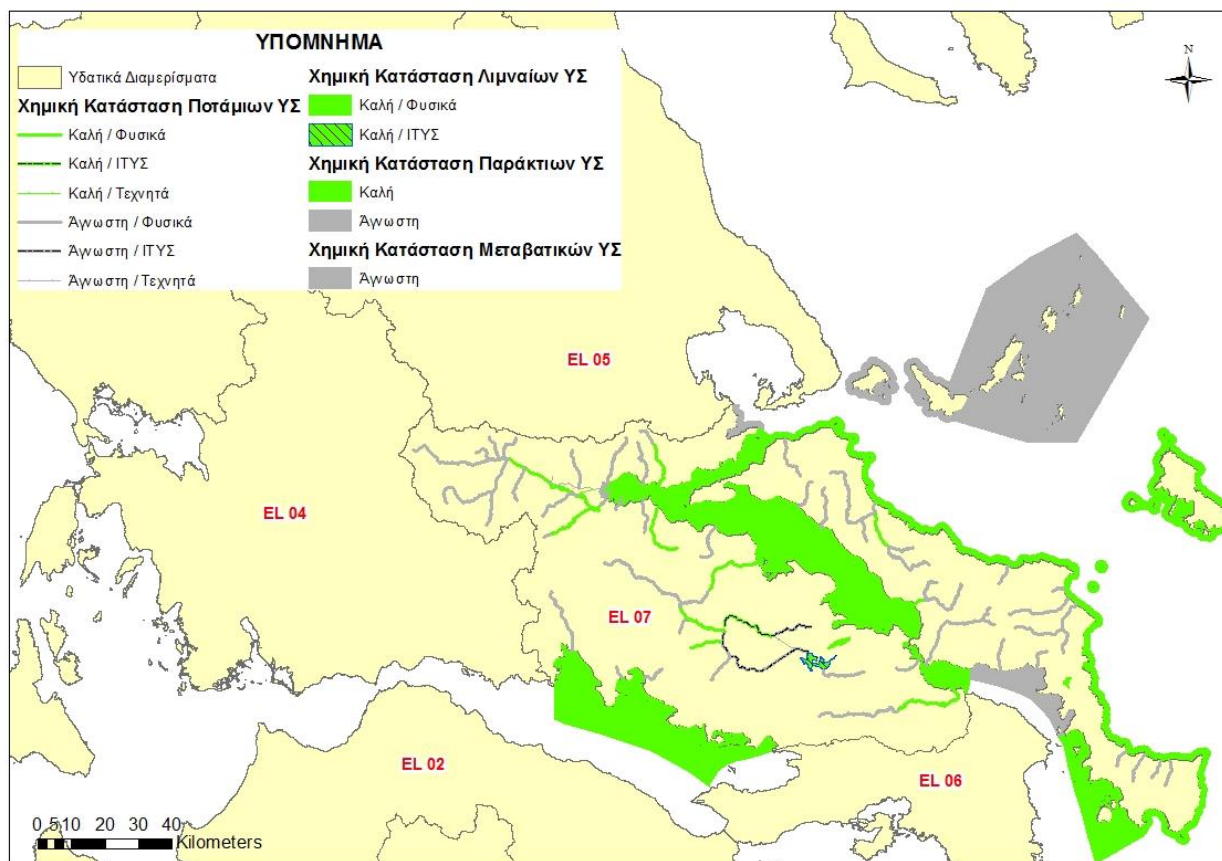 ΥΠΟΜΝΗΜΑ
Υδατικά Διαμερίσματα
Χημική Κατάσταση Ποτάμιων ΥΣ
Καλή / Φυσικά
Καλή / ΙΤΥΣ
Καλή / Τεχνητά
Άγνωστη / Φυσικά
Άγνωστη / ΙΤΥΣ
Άγνωστη / Τεχνητά
Χημική Κατάσταση Λιμναίων ΥΣ
Καλή / Φυσικά
Καλή / ΙΤΥΣ
Χημική Κατάσταση Παράκτιων ΥΣ
Καλή
Άγνωστη
Χημική Κατάσταση Μεταβατικών ΥΣ
Άγνωστη
N
EL 05
EL 04
EL 07
EL 02
EL 06
0 5 10 20 30 40
Kilometers